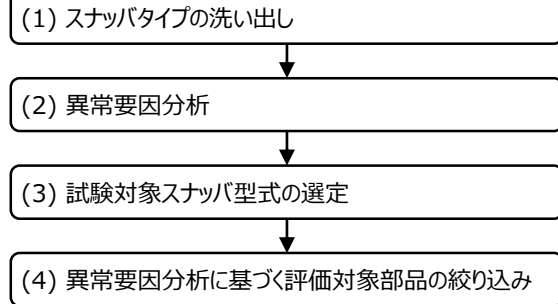 (1) スナッバタイプの洗い出し
(2) 異常要因分析
(3) 試験対象スナッバ型式の選定
(4) 異常要因分析に基づく評価対象部品の絞り込み